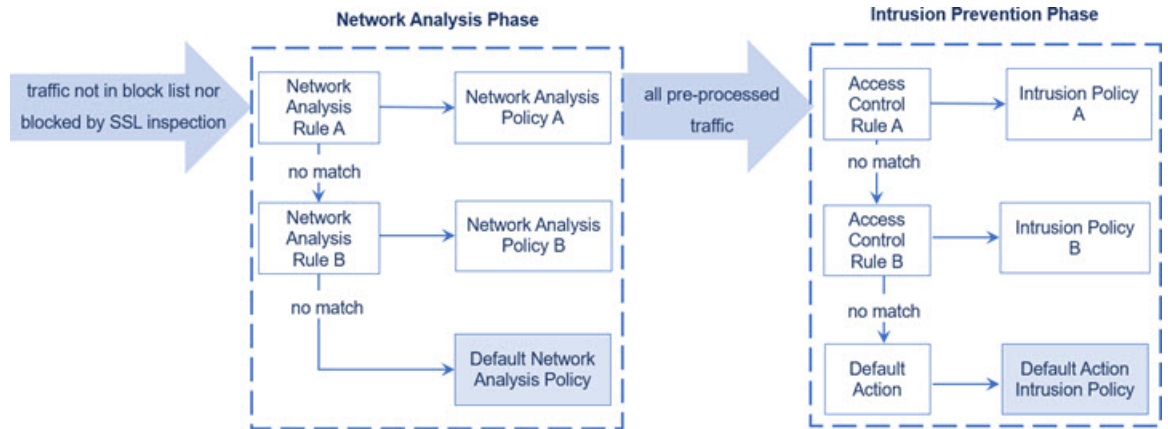 Network Analysis Phase
Intrusion Prevention Phase
traffic not in block list nor
blocked by SSL inspection
Network
Analysis
Rule A
Network Analysis
Policy A
no match
Network
Analysis
Rule B
Network Analysis
Policy B
no match
Default Network
Analysis Policy
all pre-processed
traffic
Access
Control
Rule A
Intrusion Policy
A
no match
Access
Control
Rule B
Intrusion Policy
B
no match
Default
Action
Default Action
Intrusion Policy